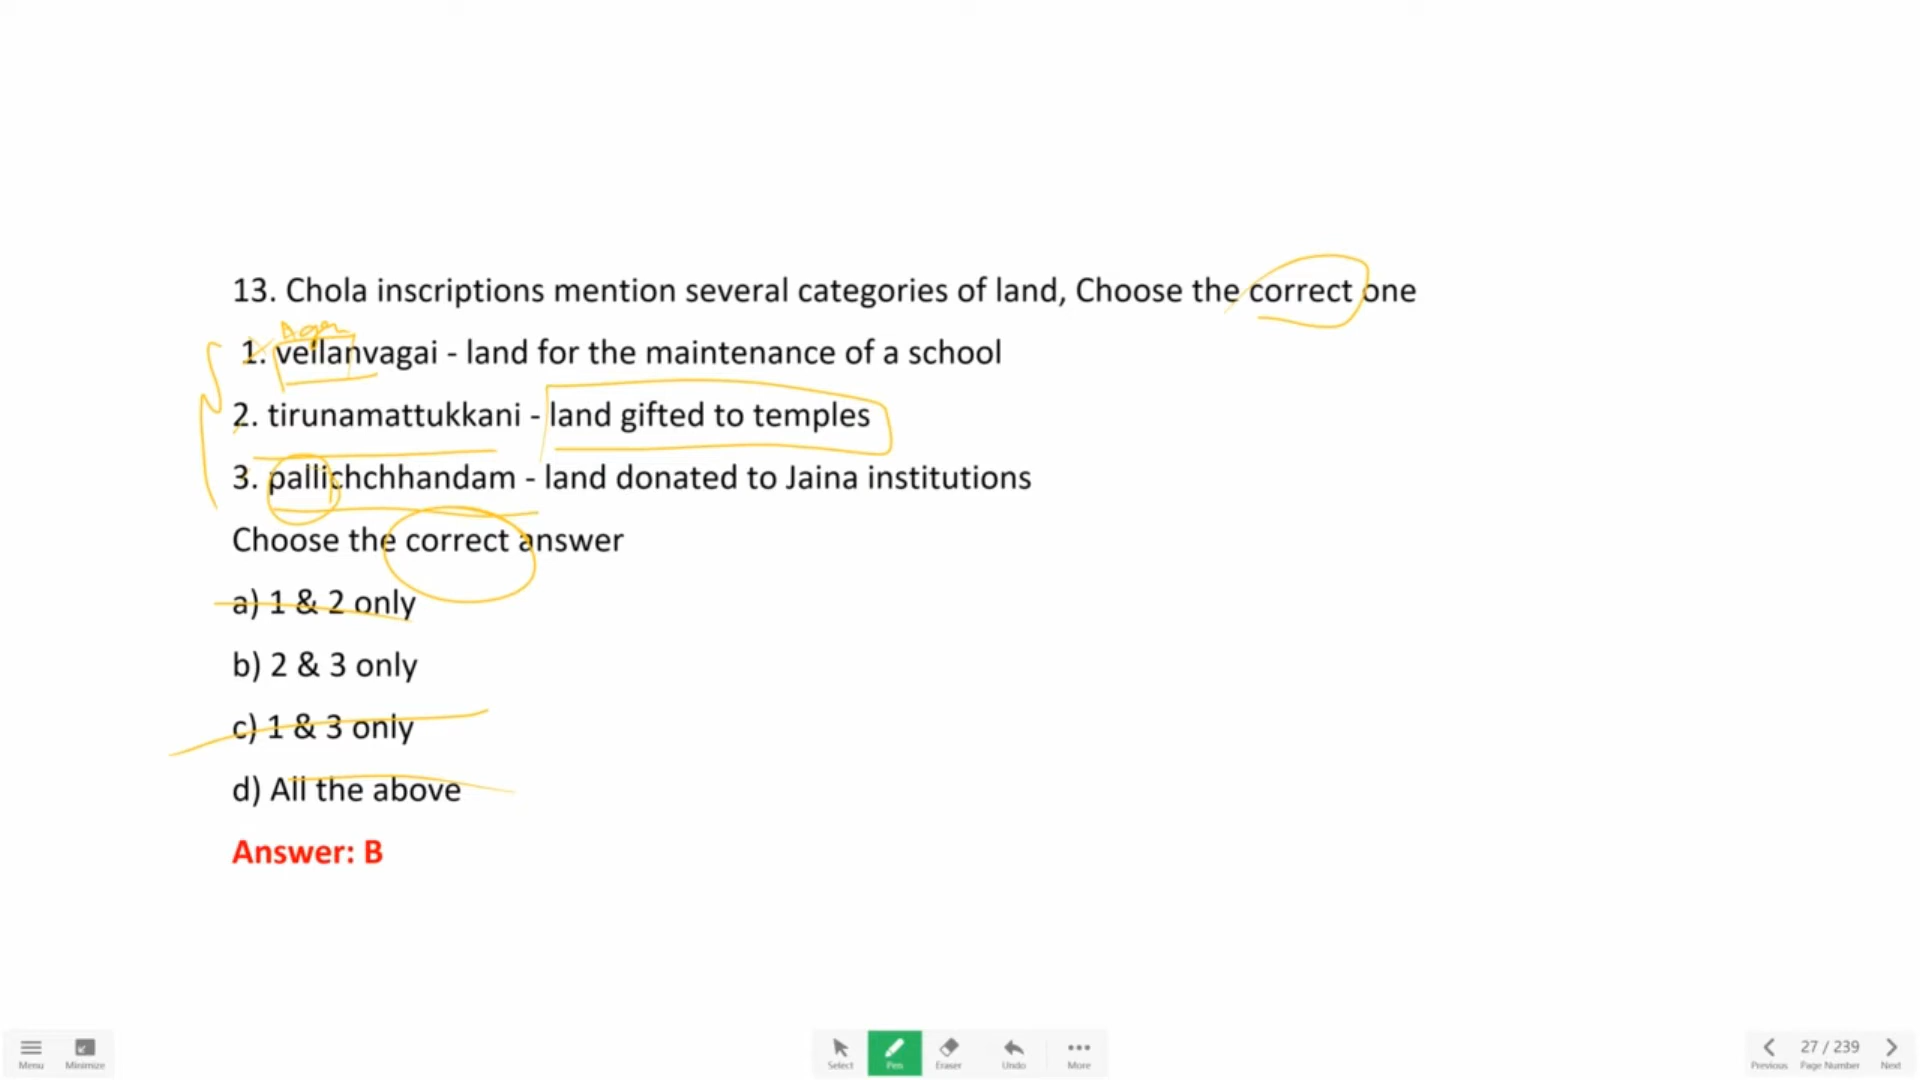 13. Chola inscriptions mention several categories of land, Choose the correct one
1. vellanvagai - land for the maintenance of a school
2. tirunamattukkani - land gifted to temples
3. pallichchhandam - land donated to Jaina institutions
Choose the correct answer
a) 1 & 2 only
b) 2 & 3 only
c) 1 & 3 only
d) All the above
Answer: B
Menu Minimize Select Pen Eraser Undo More Previous 27 / 239 Page Number Next